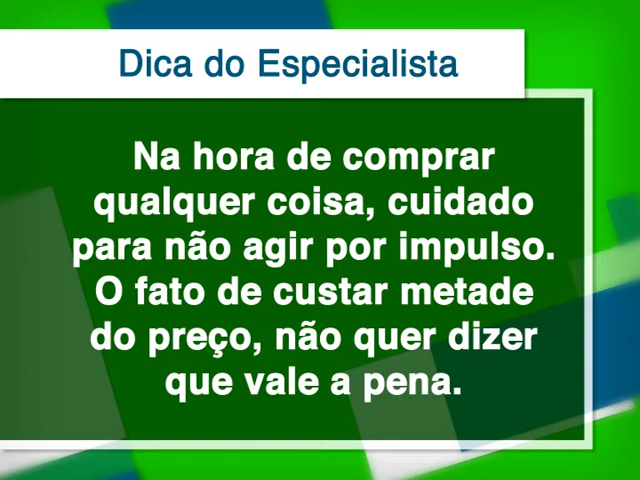 Dica do Especialista
Na hora de comprar
qualquer coisa, cuidado
para não agir por impulso.
O fato de custar metade
do preço, não quer dizer
que vale a pena.